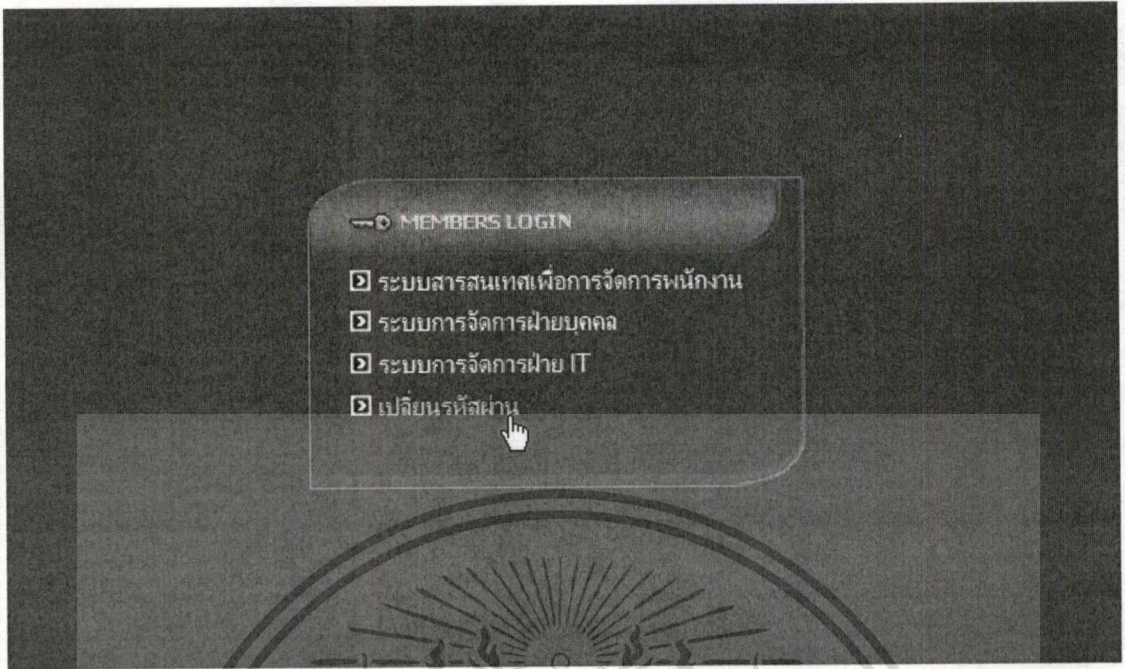 MEMBERS LOGIN
ระบบสารสนเทศเพื่อการจัดการพนักงาน
ระบบการจัดการฝ่ายบุคคล
ระบบการจัดการฝ่าย IT
เปลี่ยนรหัสผ่าน